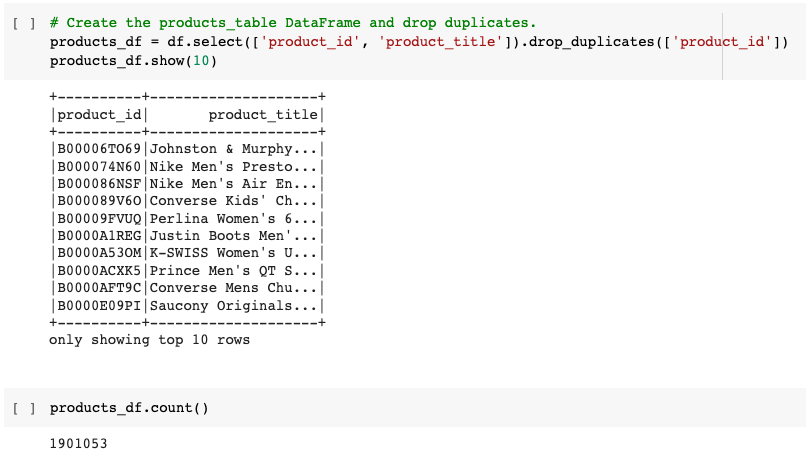 [ ] # Create the products_table DataFrame and drop duplicates.
products_df = df.select(['product_id', 'product_title']).drop_duplicates(['product_id'])
products_df.show(10)
+----------+--------------------+
|product_id|       product_title|
+----------+--------------------+
|B00006TO69|Johnston & Murphy...|
|B000074N60|Nike Men's Presto...|
|B000086NSF|Nike Men's Air En...|
|B000089V6O|Converse Kids' Ch...|
|B00009FVUQ|Perlina Women's 6...|
|B0000A1REG|Justin Boots Men'...|
|B0000A53OM|K-SWISS Women's U...|
|B0000ACXK5|Prince Men's QT S...|
|B0000AFT9C|Converse Mens Chu...|
|B0000E09PI|Saucony Originals...|
+----------+--------------------+
only showing top 10 rows
[ ] products_df.count()
1901053